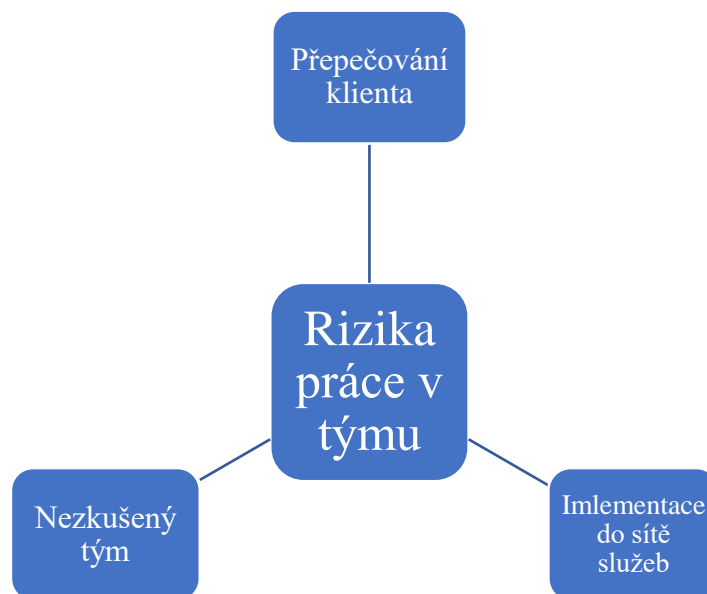 Přepečování
klienta
Rizika
práce v
týmu
Nezkušený
tým
Imlementace
do sítě
služeb